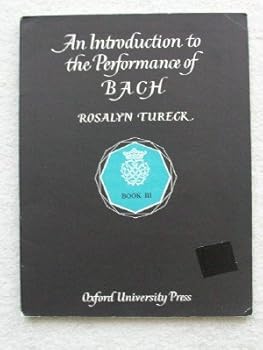 An Introduction to
the Performance of
BACH
ROSALYN TURECK
BOOK III
Oxford University Press